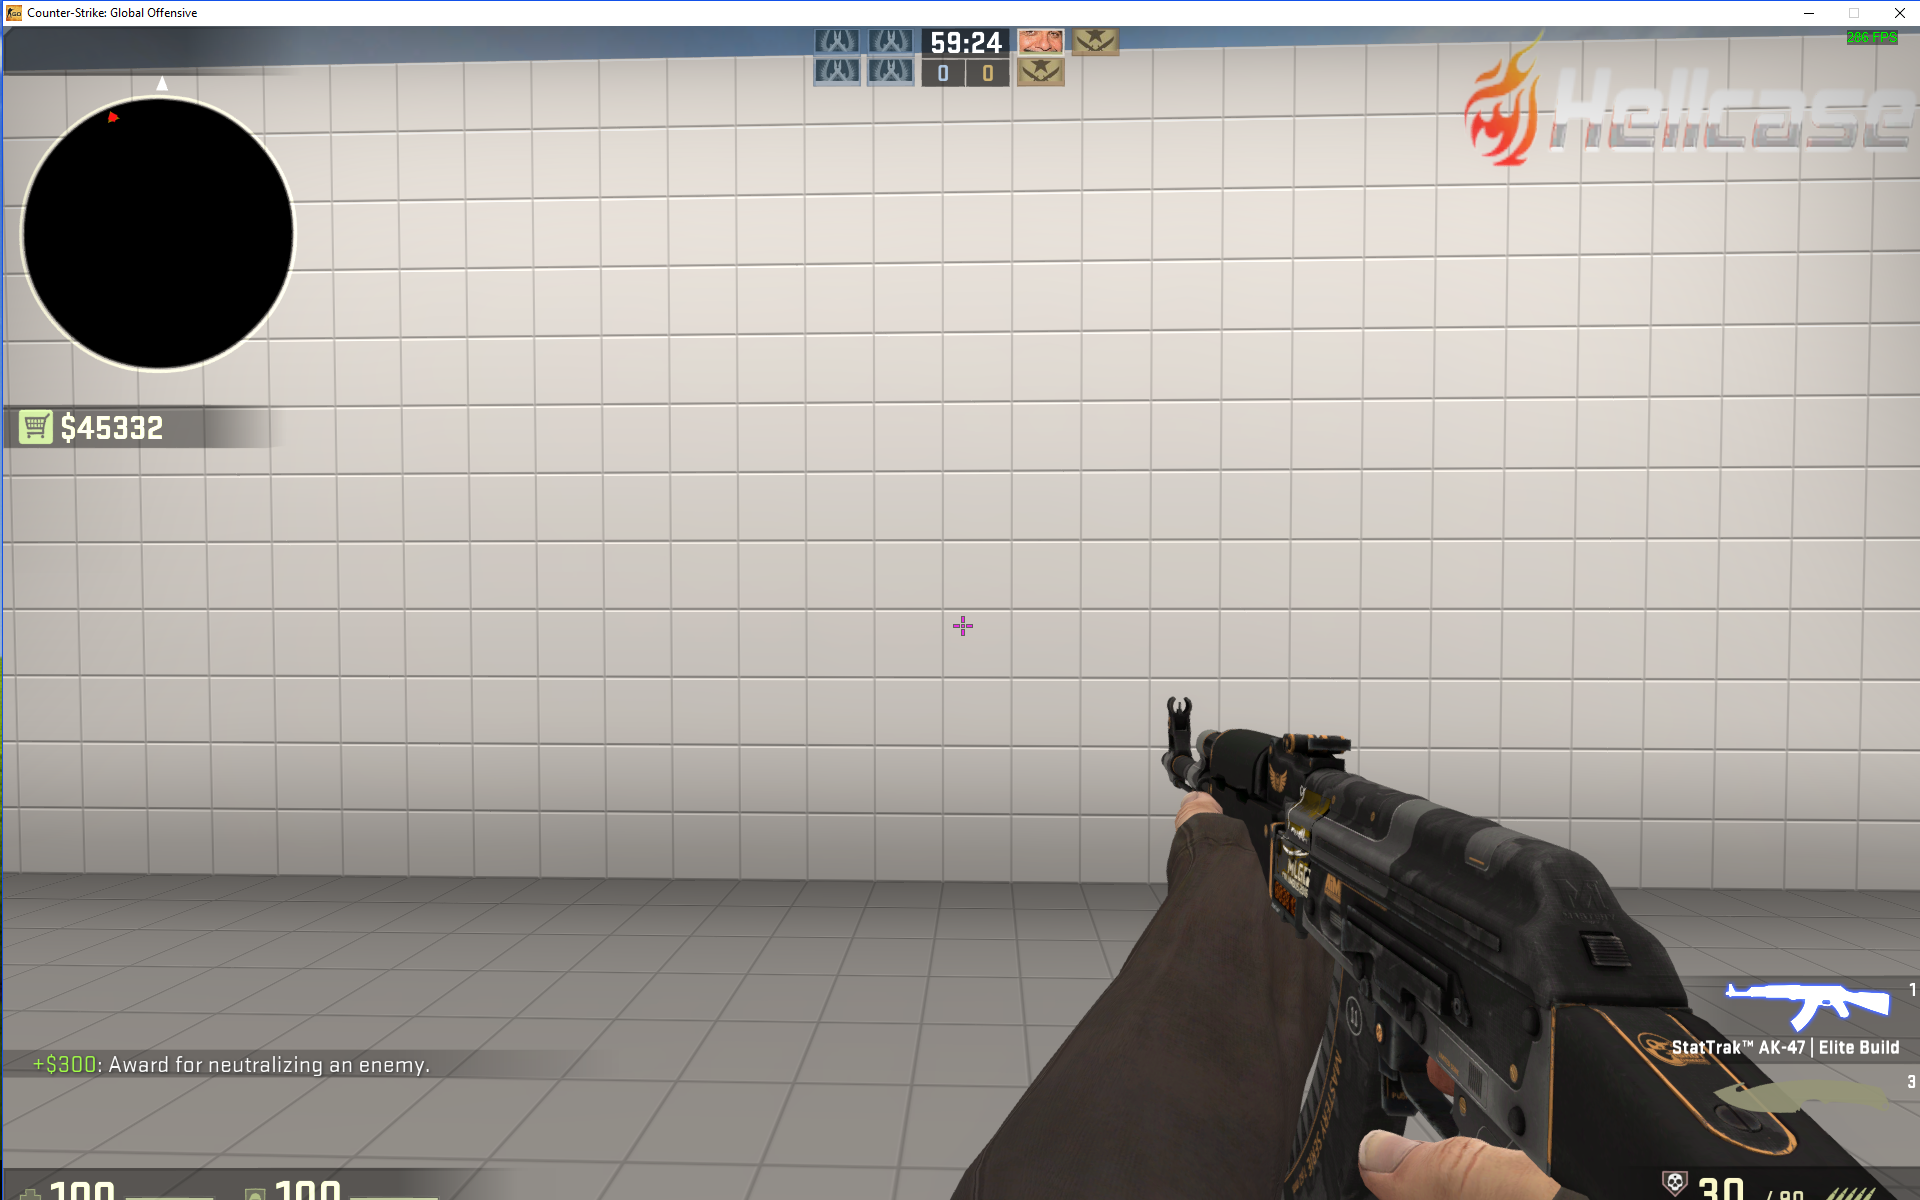 Counter-Strike: Global Offensive
59:24
0 0
286 FPS
Hellcase
$45332
1
StatTrak™ AK-47 | Elite Build
3
+$300: Award for neutralizing an enemy.
100 100
30 / 90